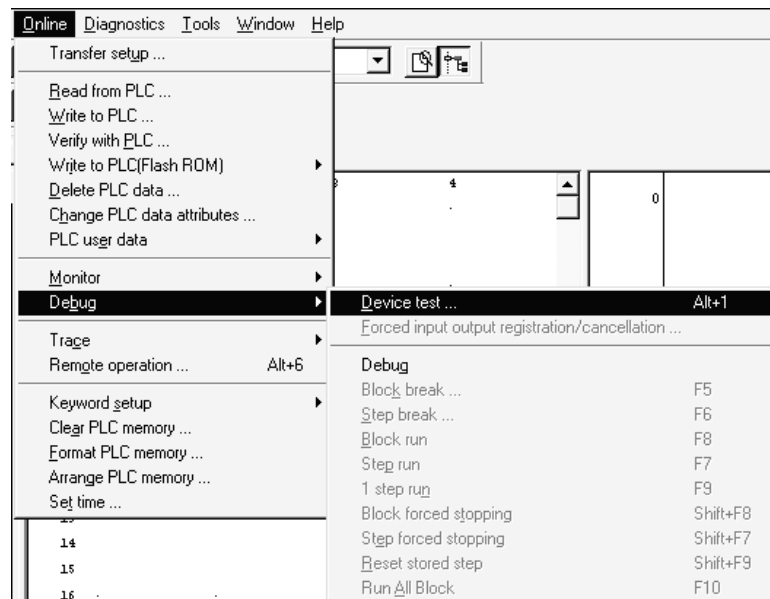 Online Diagnostics Tools Window Help
Transfer setup ...
Read from PLC ...
Write to PLC ...
Verify with PLC ...
Write to PLC(Flash ROM)
Delete PLC data ...
Change PLC data attributes ...
PLC user data
Monitor
Debug
Trace
Remote operation ... Alt+6
Keyword setup
Clear PLC memory ...
Format PLC memory ...
Arrange PLC memory ...
Set time ...
4
0
Device test ... Alt+1
Forced input output registration/cancellation ...
Debug
Block break ... F5
Step break ... F6
Block run F8
Step run F7
1 step run F9
Block forced stopping Shift+F8
Step forced stopping Shift+F7
Reset stored step Shift+F9
Run All Block F10
14
15
16